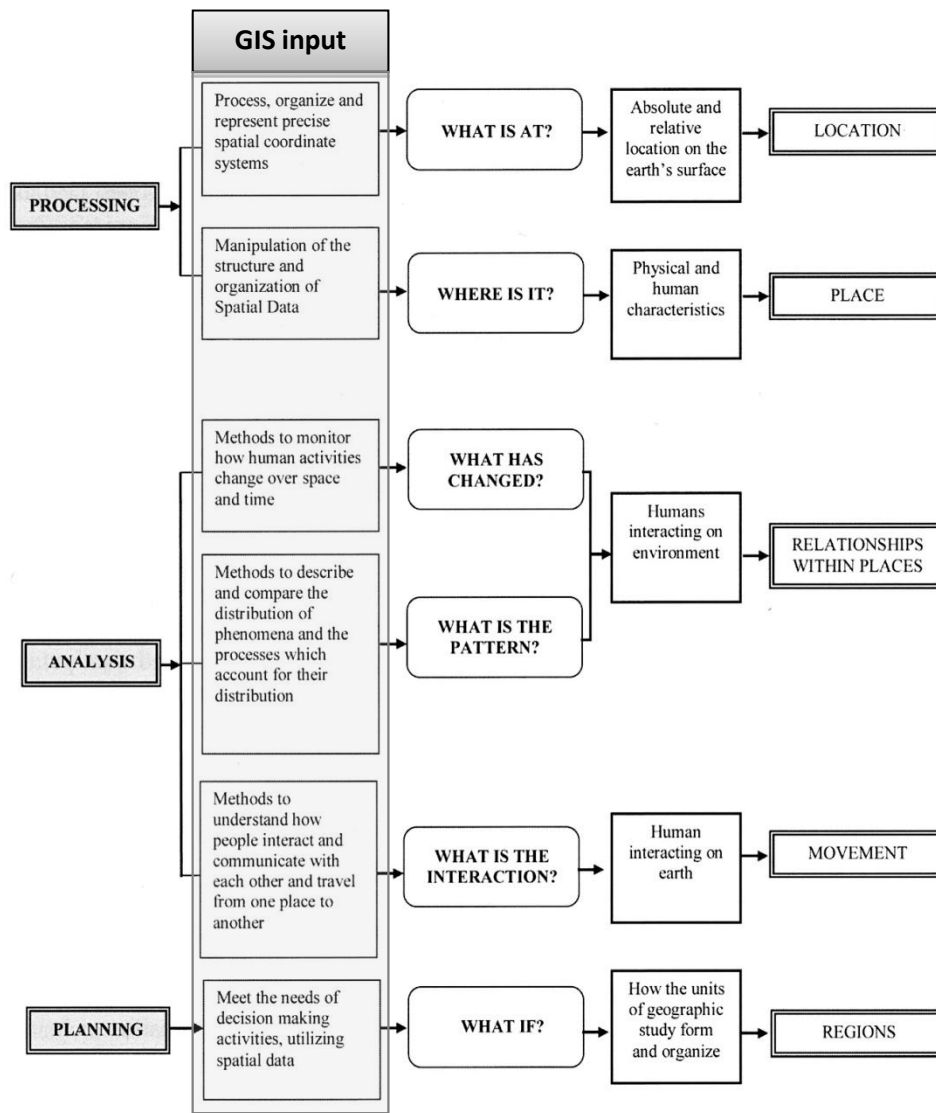 GIS input
PROCESSING
Process, organize and
represent precise
spatial coordinate
systems
WHAT IS AT?
Absolute and
relative
location on the
earth's surface
LOCATION
Manipulation of the
structure and
organization of
Spatial Data
WHERE IS IT?
Physical and
human
characteristics
PLACE
ANALYSIS
Methods to monitor
how human activities
change over space
and time
WHAT HAS
CHANGED?
Methods to describe
and compare the
distribution of
phenomena and the
processes which
account for their
distribution
WHAT IS THE
PATTERN?
Humans
interacting on
environment
RELATIONSHIPS
WITHIN PLACES
Methods to
understand how
people interact and
communicate with
each other and travel
from one place to
another
WHAT IS THE
INTERACTION?
Human
interacting on
earth
MOVEMENT
PLANNING
Meet the needs of
decision making
activities, utilizing
spatial data
WHAT IF?
How the units
of geographic
study form
and organize
REGIONS